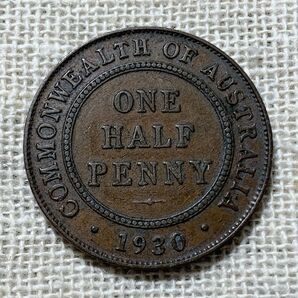 COMMONWEALTH OF AUSTRALIA
ONE
HALF
PENNY
· 1930 ·